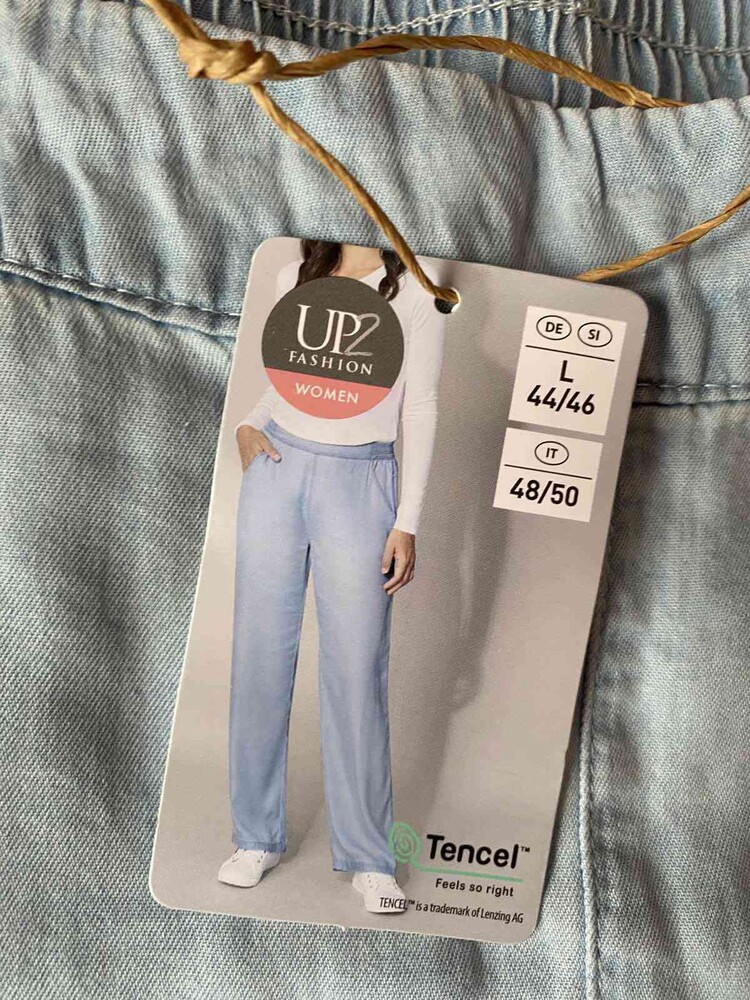 UP2
FASHION
WOMEN
DE SI
L
44/46
IT
48/50
Tencel™
Feels so right
TENCEL™ is a trademark of Lenzing AG